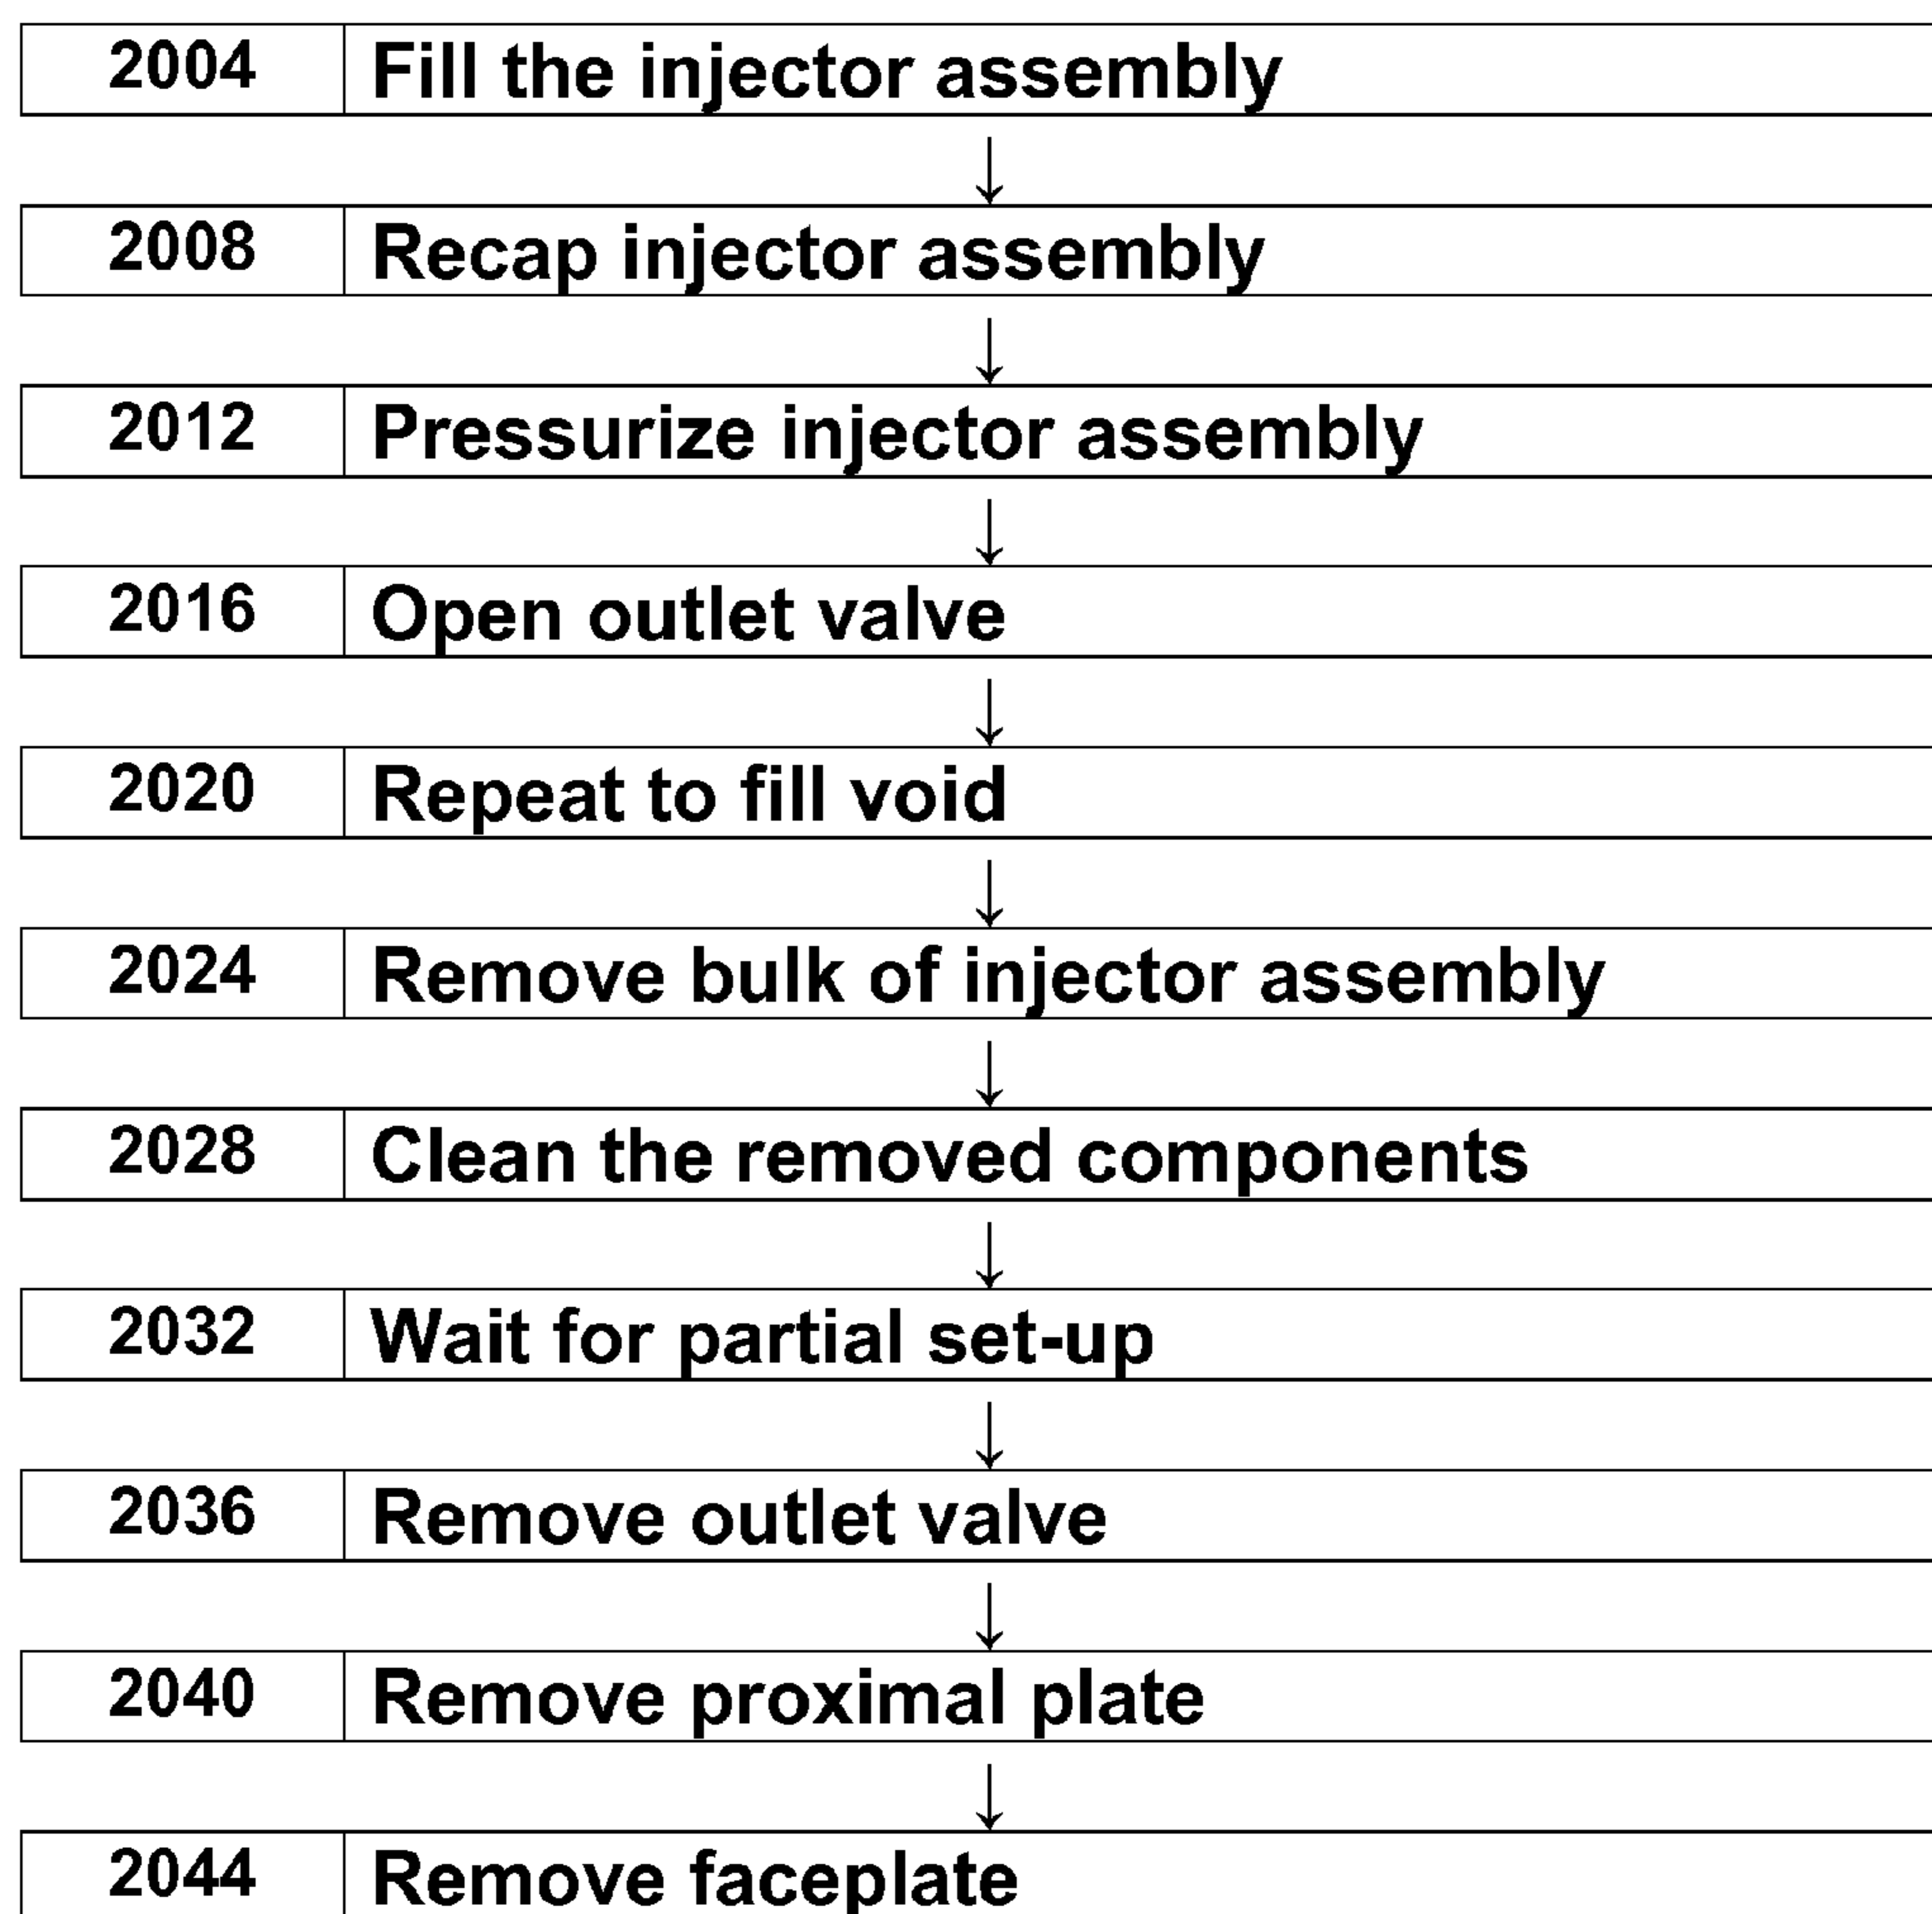 2004 Fill the injector assembly
2008 Recap injector assembly
2012 Pressurize injector assembly
2016 Open outlet valve
2020 Repeat to fill void
2024 Remove bulk of injector assembly
2028 Clean the removed components
2032 Wait for partial set-up
2036 Remove outlet valve
2040 Remove proximal plate
2044 Remove faceplate